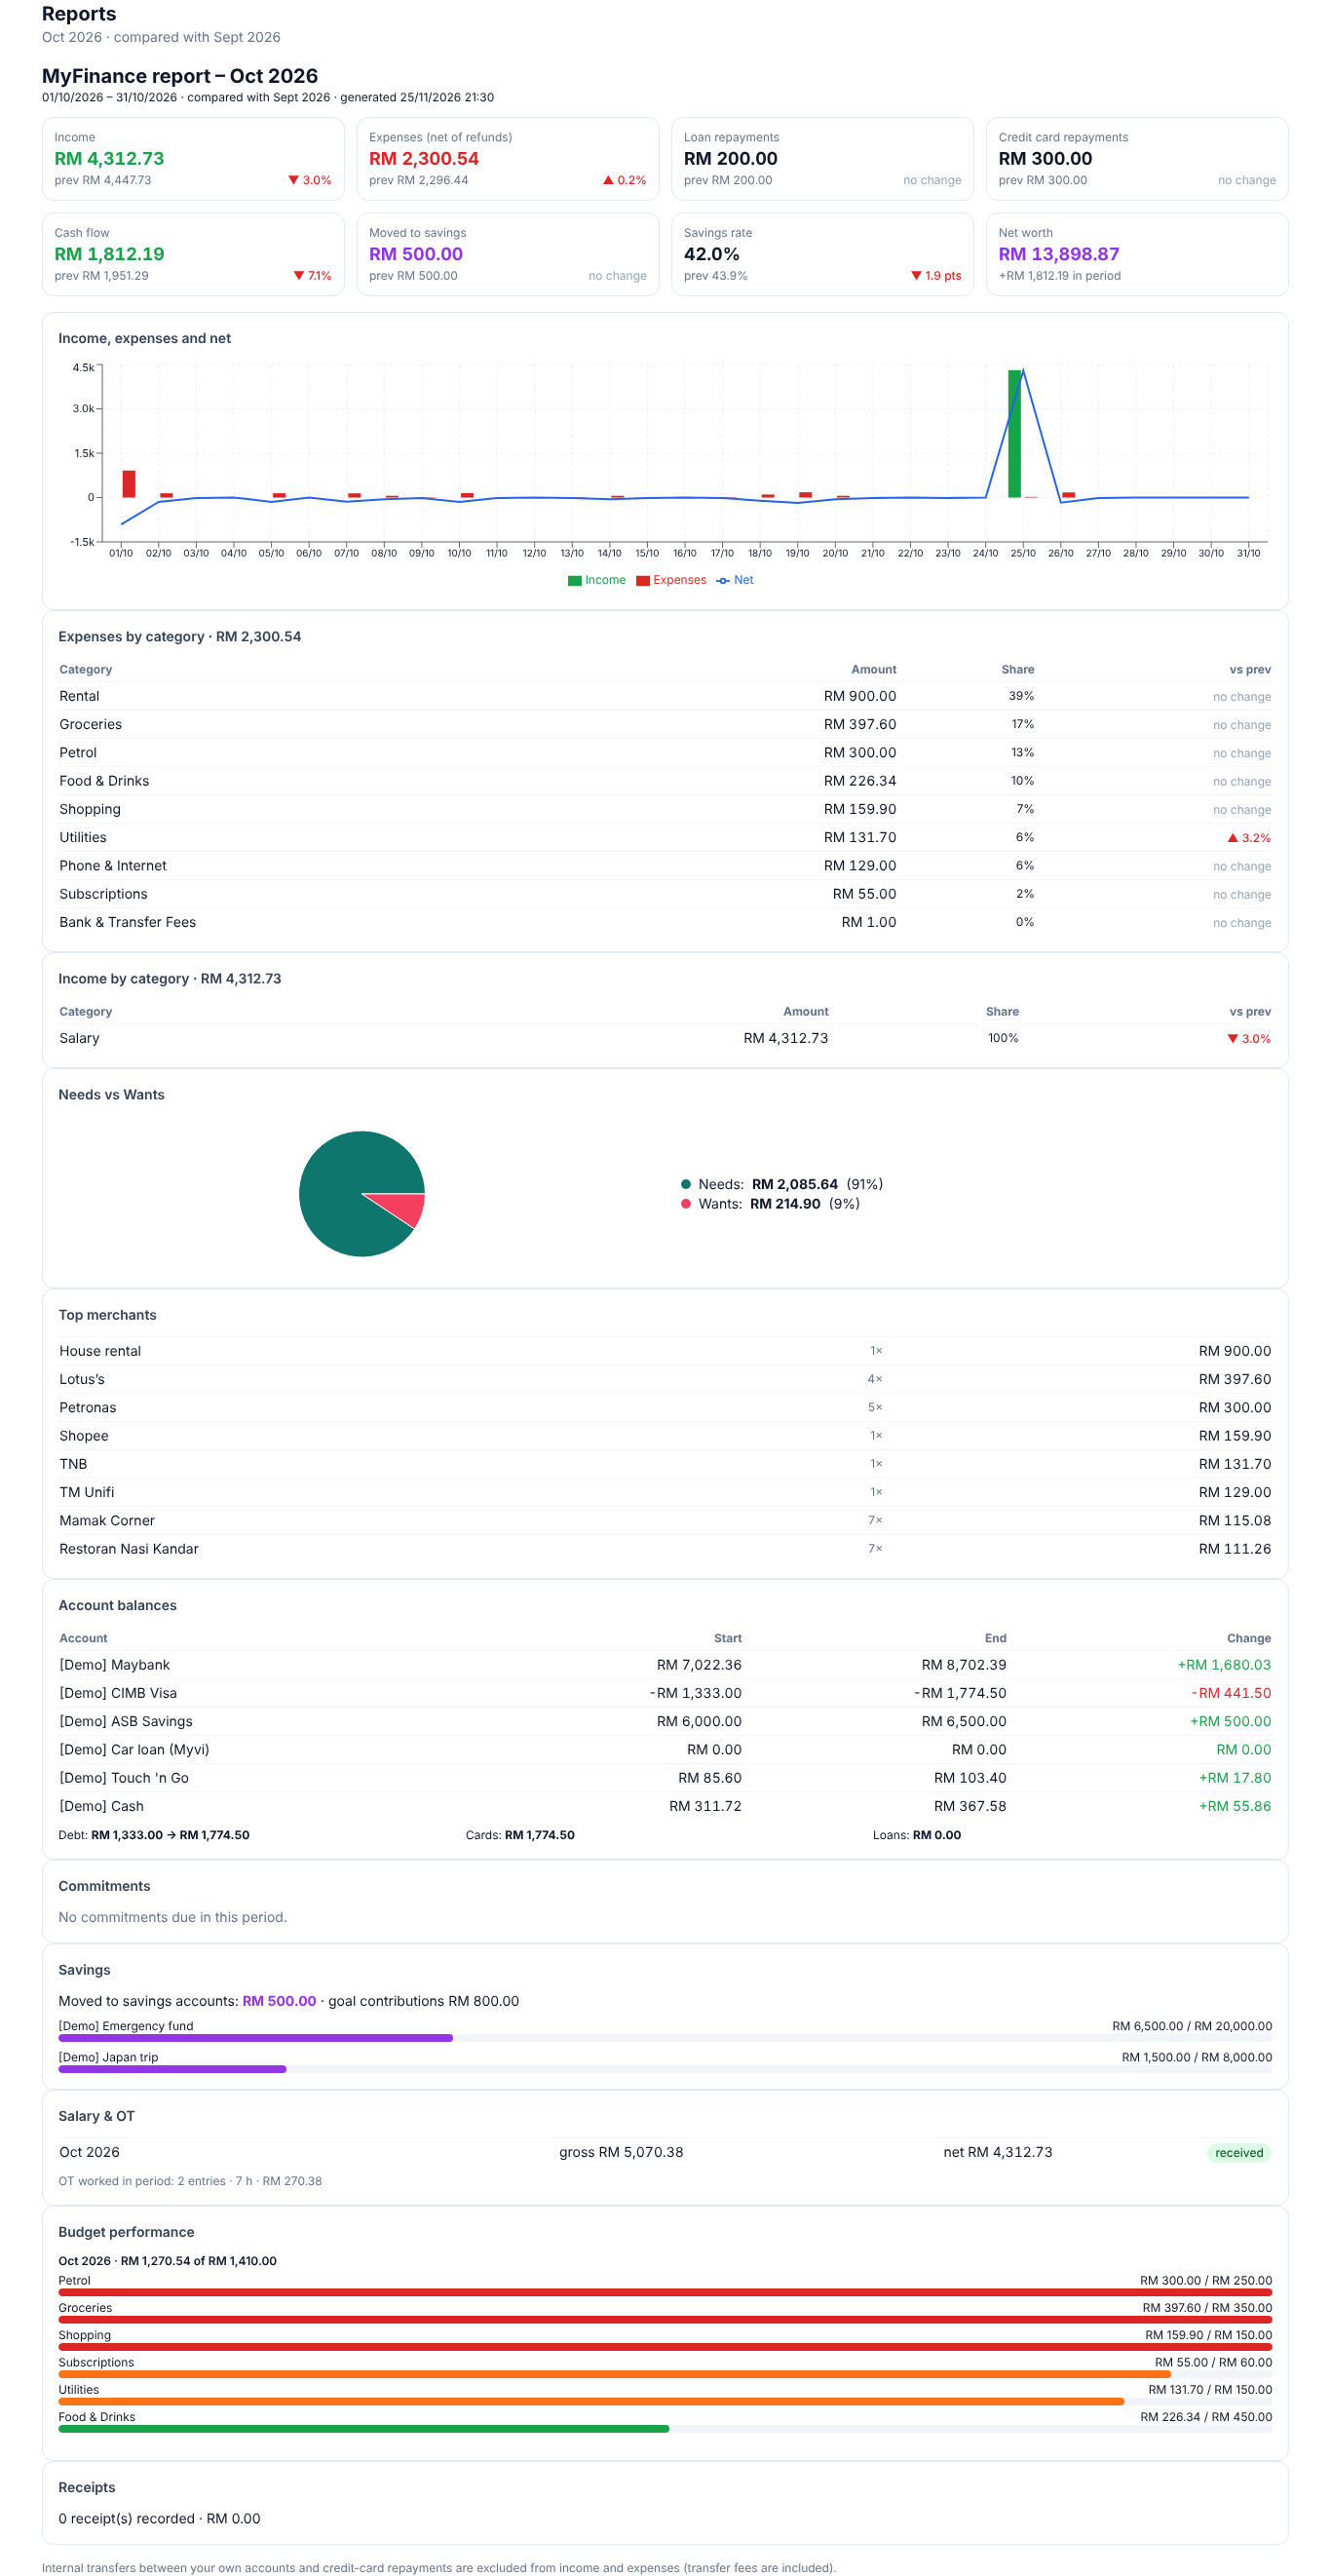 Reports
Oct 2026 · compared with Sept 2026
MyFinance report – Oct 2026
01/10/2026 – 31/10/2026 · compared with Sept 2026 · generated 25/11/2026 21:30
Income
RM 4,312.73
prev RM 4,447.73 ▼ 3.0%
Expenses (net of refunds)
RM 2,300.54
prev RM 2,296.44 ▲ 0.2%
Loan repayments
RM 200.00
prev RM 200.00 no change
Credit card repayments
RM 300.00
prev RM 300.00 no change
Cash flow
RM 1,812.19
prev RM 1,951.29 ▼ 7.1%
Moved to savings
RM 500.00
prev RM 500.00 no change
Savings rate
42.0%
prev 43.9% ▼ 1.9 pts
Net worth
RM 13,898.87
+RM 1,812.19 in period
Income, expenses and net
4.5k
3.0k
1.5k
0
-1.5k
01/10 02/10 03/10 04/10 05/10 06/10 07/10 08/10 09/10 10/10 11/10 12/10 13/10 14/10 15/10 16/10 17/10 18/10 19/10 20/10 21/10 22/10 23/10 24/10 25/10 26/10 27/10 28/10 29/10 30/10 31/10
Income Expenses Net
Expenses by category · RM 2,300.54
Category Amount Share vs prev
Rental RM 900.00 39% no change
Groceries RM 397.60 17% no change
Petrol RM 300.00 13% no change
Food & Drinks RM 226.34 10% no change
Shopping RM 159.90 7% no change
Utilities RM 131.70 6% ▲ 3.2%
Phone & Internet RM 129.00 6% no change
Subscriptions RM 55.00 2% no change
Bank & Transfer Fees RM 1.00 0% no change
Income by category · RM 4,312.73
Category Amount Share vs prev
Salary RM 4,312.73 100% ▼ 3.0%
Needs vs Wants
Needs: RM 2,085.64 (91%)
Wants: RM 214.90 (9%)
Top merchants
House rental 1× RM 900.00
Lotus's 4× RM 397.60
Petronas 5× RM 300.00
Shopee 1× RM 159.90
TNB 1× RM 131.70
TM Unifi 1× RM 129.00
Mamak Corner 7× RM 115.08
Restoran Nasi Kandar 7× RM 111.26
Account balances
Account Start End Change
[Demo] Maybank RM 7,022.36 RM 8,702.39 +RM 1,680.03
[Demo] CIMB Visa -RM 1,333.00 -RM 1,774.50 -RM 441.50
[Demo] ASB Savings RM 6,000.00 RM 6,500.00 +RM 500.00
[Demo] Car loan (Myvi) RM 0.00 RM 0.00 RM 0.00
[Demo] Touch 'n Go RM 85.60 RM 103.40 +RM 17.80
[Demo] Cash RM 311.72 RM 367.58 +RM 55.86
Debt: RM 1,333.00 → RM 1,774.50 Cards: RM 1,774.50 Loans: RM 0.00
Commitments
No commitments due in this period.
Savings
Moved to savings accounts: RM 500.00 · goal contributions RM 800.00
[Demo] Emergency fund RM 6,500.00 / RM 20,000.00
[Demo] Japan trip RM 1,500.00 / RM 8,000.00
Salary & OT
Oct 2026 gross RM 5,070.38 net RM 4,312.73 received
OT worked in period: 2 entries · 7 h · RM 270.38
Budget performance
Oct 2026 · RM 1,270.54 of RM 1,410.00
Petrol RM 300.00 / RM 250.00
Groceries RM 397.60 / RM 350.00
Shopping RM 159.90 / RM 150.00
Subscriptions RM 55.00 / RM 60.00
Utilities RM 131.70 / RM 150.00
Food & Drinks RM 226.34 / RM 450.00
Receipts
0 receipt(s) recorded · RM 0.00
Internal transfers between your own accounts and credit-card repayments are excluded from income and expenses (transfer fees are included).